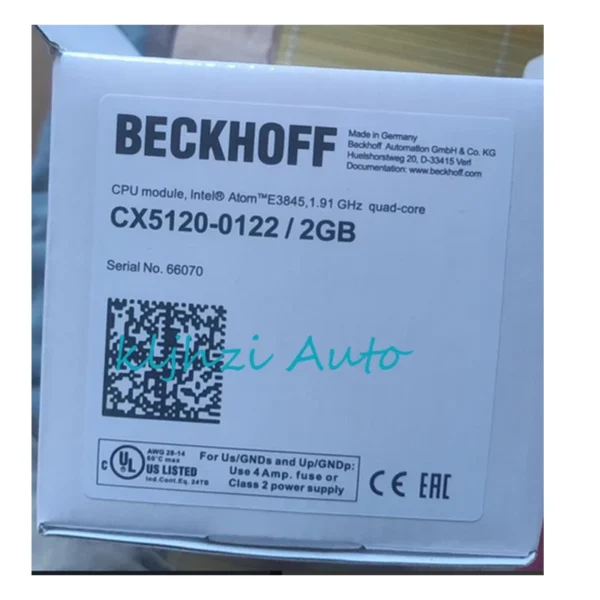 BECKHOFF
Made in Germany
Beckhoff Automation GmbH & Co. KG
Huelshorstweg 20, D-33415 Verl
Documentation: www.beckhoff.com
CPU module, Intel® Atom™E3845,1.91 GHz quad-core
CX5120-0122 / 2GB
Serial No. 66070
kljhzi Auto
C UL US LISTED
AWG 28-14
60°C max
Ind.Cont.Eq. 24TB
For Us/GNDs and Up/GNDp:
Use 4 Amp. fuse or
Class 2 power supply
CE EAC